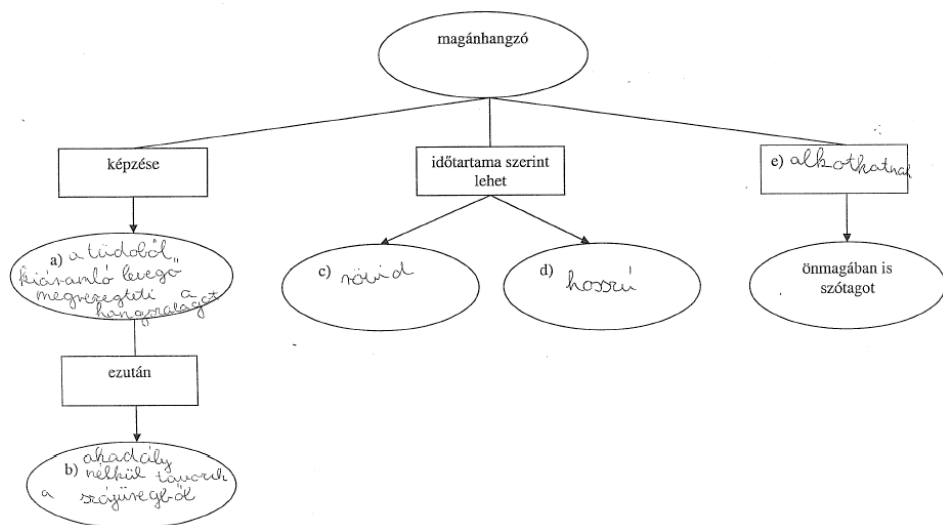 magánhangzó
képzése
időtartama szerint
lehet
e) alkothatnak
a) a tüdőből
kiáramló levegő
megrezegteti a
hangszalagot
c) rövid
d) hosszú
önmagában is
szótagot
ezután
akadály
b) nélkül távozik
a szájüregből